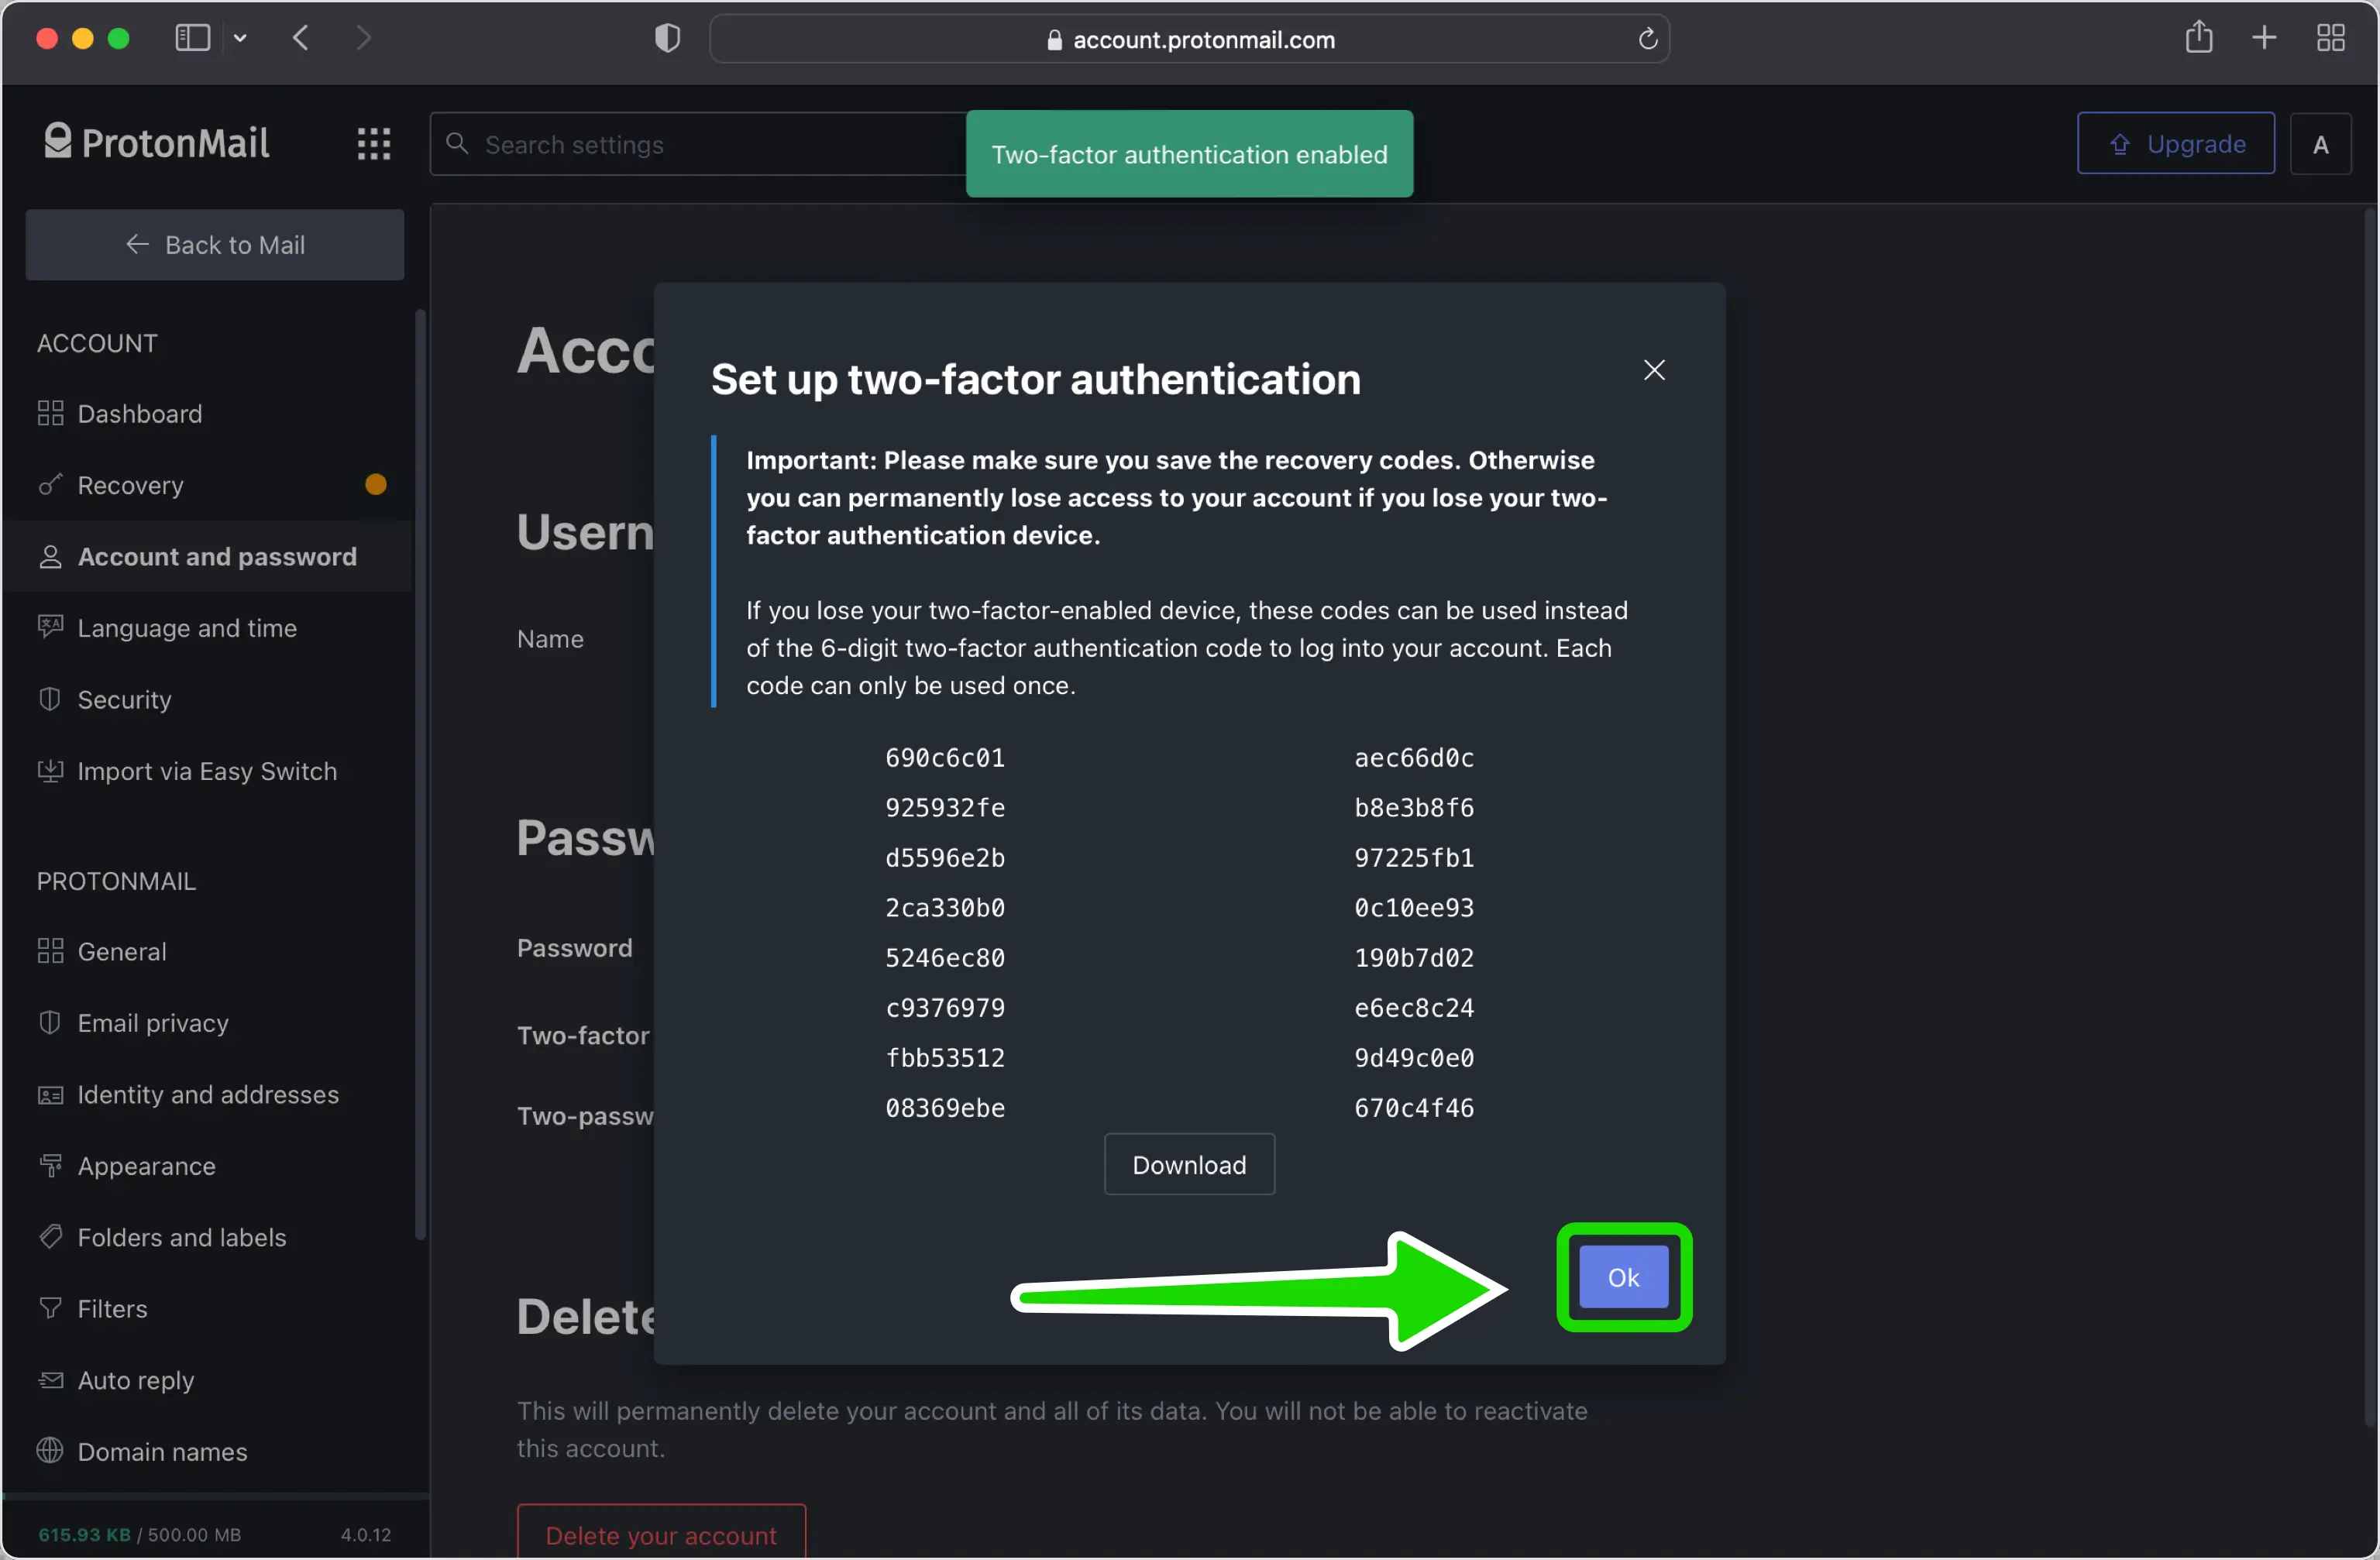 account.protonmail.com
ProtonMail
Search settings
Two-factor authentication enabled
Upgrade
A
Back to Mail
ACCOUNT
Dashboard
Recovery
Account and password
Language and time
Security
Import via Easy Switch
PROTONMAIL
General
Email privacy
Identity and addresses
Appearance
Folders and labels
Filters
Auto reply
Domain names
615.93 KB / 500.00 MB
4.0.12
Acco
Usern
Name
Passw
Password
Two-factor
Two-passw
Delete
This will permanently delete your account and all of its data. You will not be able to reactivate
this account.
Delete your account
Set up two-factor authentication
Important: Please make sure you save the recovery codes. Otherwise
you can permanently lose access to your account if you lose your two-
factor authentication device.
If you lose your two-factor-enabled device, these codes can be used instead
of the 6-digit two-factor authentication code to log into your account. Each
code can only be used once.
690c6c01 aec66d0c
925932fe b8e3b8f6
d5596e2b 97225fb1
2ca330b0 0c10ee93
5246ec80 190b7d02
c9376979 e6ec8c24
fbb53512 9d49c0e0
08369ebe 670c4f46
Download
Ok